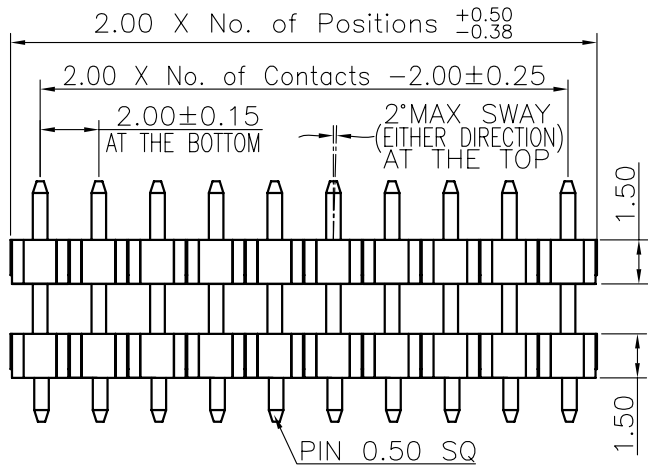 2.00 X No. of Positions +0.50 -0.38
2.00 X No. of Contacts -2.00±0.25
2.00±0.15
AT THE BOTTOM
2°MAX SWAY
(EITHER DIRECTION)
AT THE TOP
1.50
1.50
PIN 0.50 SQ